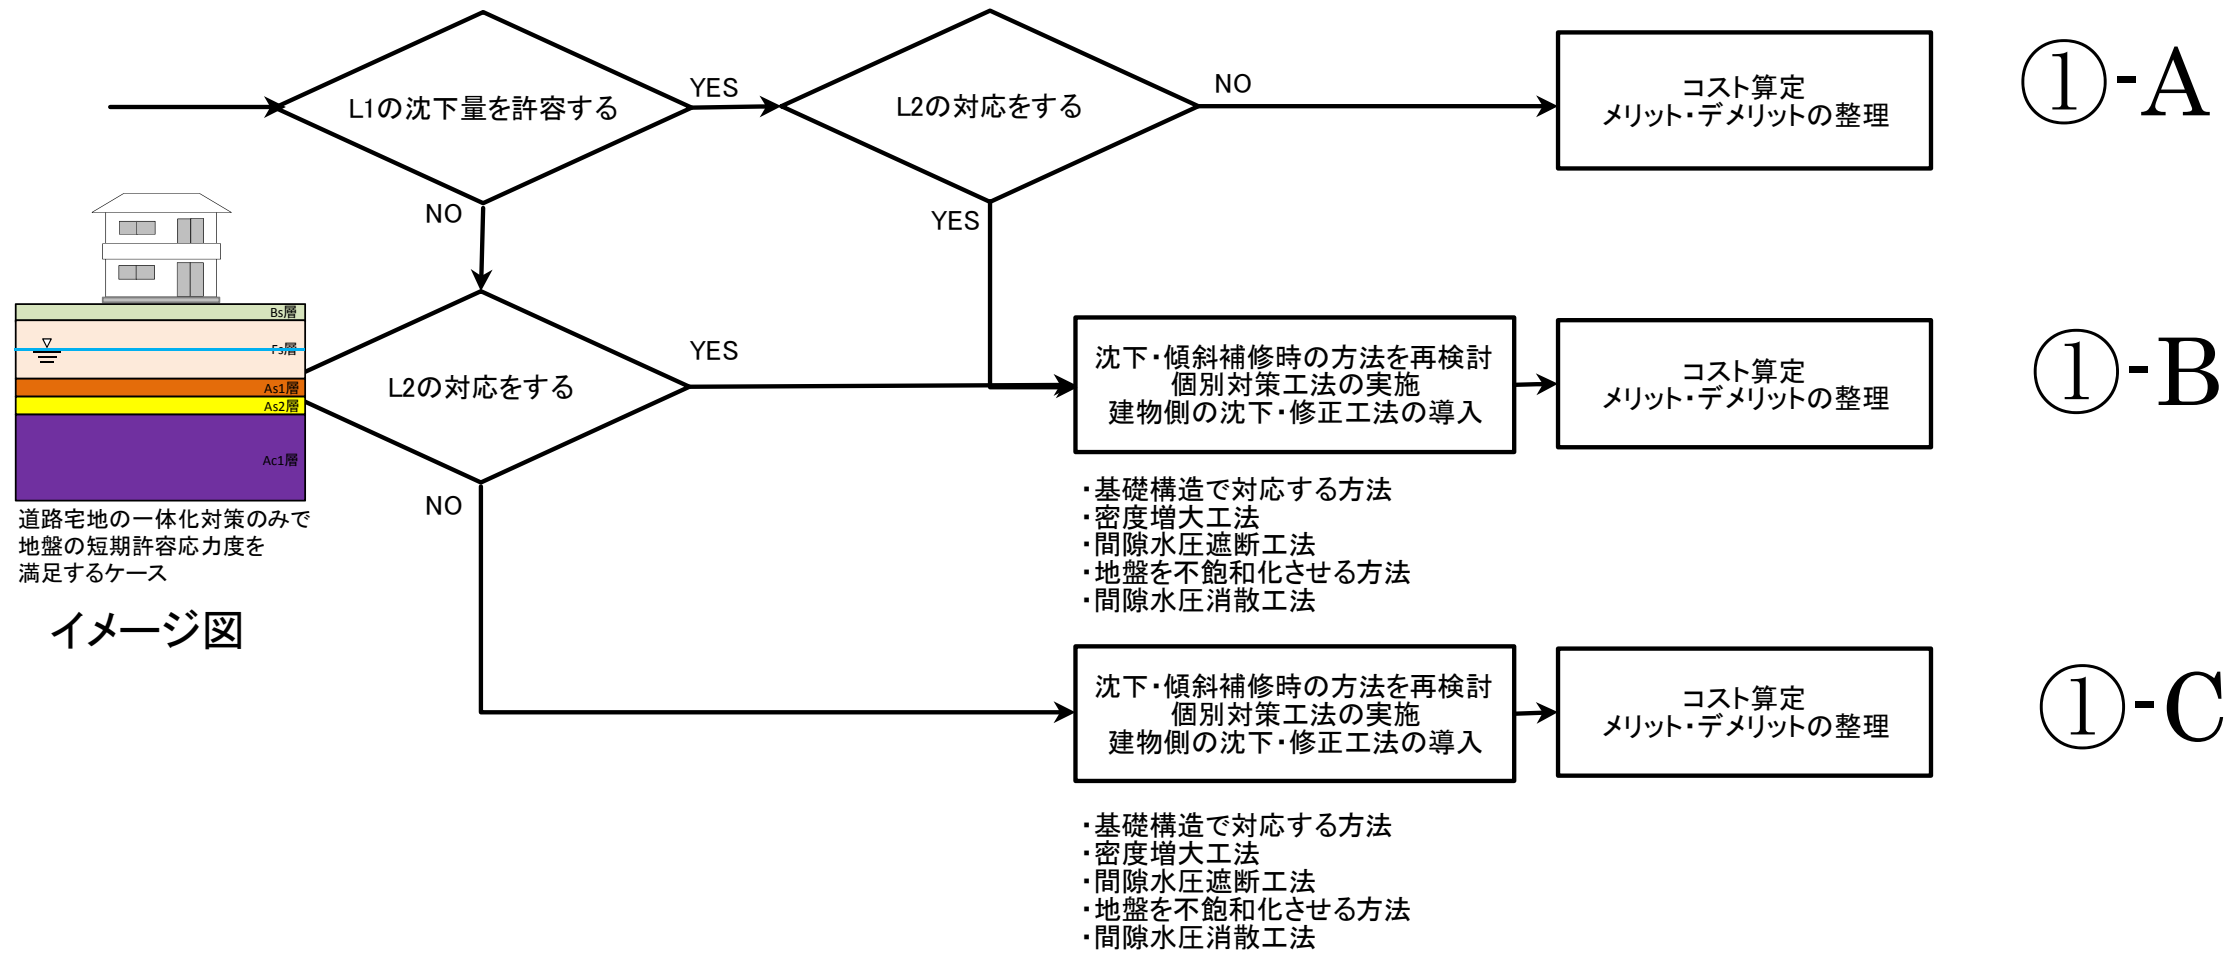 L1の沈下量を許容する
YES
L2の対応をする
NO
コスト算定
メリット・デメリットの整理
①-A
NO
YES
Bs層
Fs層
As1層
As2層
Ac1層
道路宅地の一体化対策のみで
地盤の短期許容応力度を
満足するケース
イメージ図
L2の対応をする
YES
沈下・傾斜補修時の方法を再検討
個別対策工法の実施
建物側の沈下・修正工法の導入
コスト算定
メリット・デメリットの整理
①-B
・基礎構造で対応する方法
・密度増大工法
・間隙水圧遮断工法
・地盤を不飽和化させる方法
・間隙水圧消散工法
NO
沈下・傾斜補修時の方法を再検討
個別対策工法の実施
建物側の沈下・修正工法の導入
コスト算定
メリット・デメリットの整理
①-C
・基礎構造で対応する方法
・密度増大工法
・間隙水圧遮断工法
・地盤を不飽和化させる方法
・間隙水圧消散工法